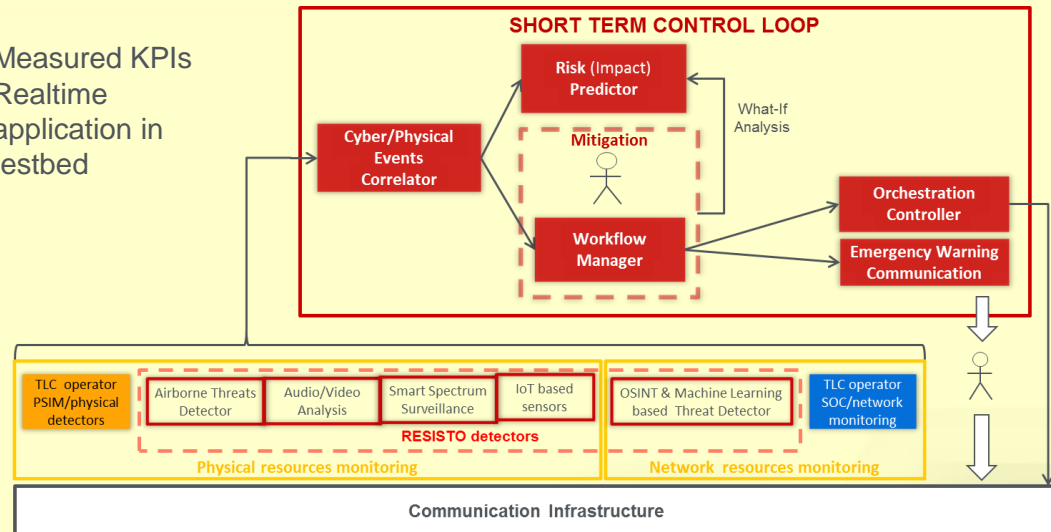 SHORT TERM CONTROL LOOP
Measured KPIs
Realtime
application in
testbed
Risk (Impact)
Predictor
What-If
Analysis
Cyber/Physical
Events
Correlator
Mitigation
Workflow
Manager
Orchestration
Controller
Emergency Warning
Communication
TLC operator
PSIM/physical
detectors
Airborne Threats
Detector
Audio/Video
Analysis
Smart Spectrum
Surveillance
IoT based
sensors
OSINT & Machine Learning
based Threat Detector
TLC operator
SOC/network
monitoring
RESISTO detectors
Physical resources monitoring
Network resources monitoring
Communication Infrastructure